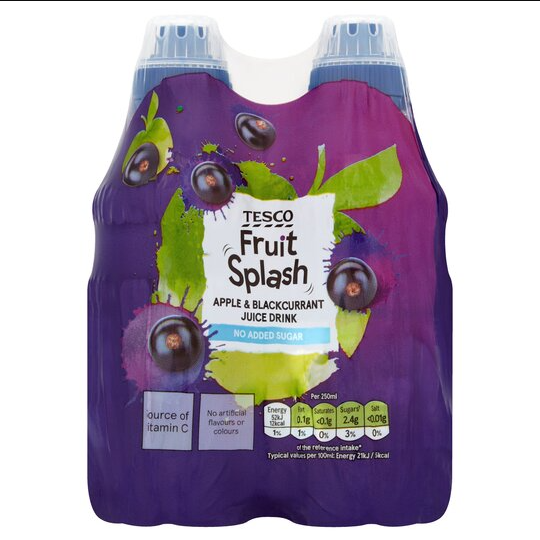 TESCO
Fruit
Splash
APPLE & BLACKCURRANT
JUICE DRINK
NO ADDED SUGAR
ource of
itamin C
No artificial
flavours or
colours
Per 250ml
Energy
52kJ
12kcal
1%
Fat
0.1g
1%
Saturates
<0.1g
0%
Sugars
2.4g
3%
Salt
<0.01g
0%
of the reference intake*
Typical values per 100ml: Energy 21kJ / 5kcal